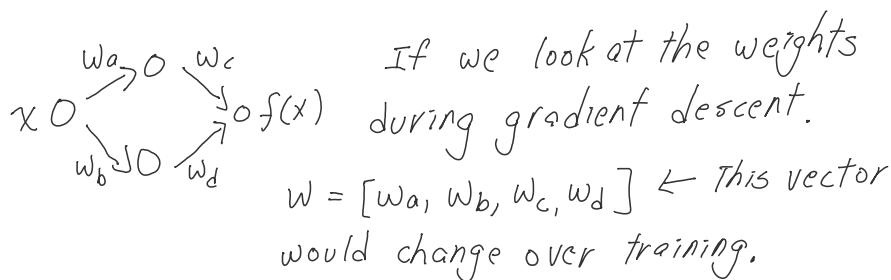 wa wc
x f(x)
wb wd
If we look at the weights
during gradient descent.
w = [wa, wb, wc, wd] ← This vector
would change over training.